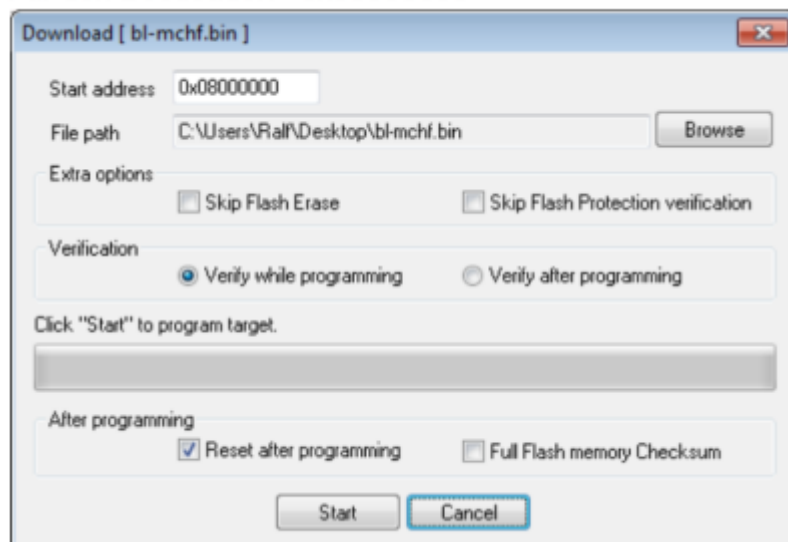 Download [ bl-mchf.bin ]
Start address 0x08000000
File path C:\Users\Ralf\Desktop\bl-mchf.bin Browse
Extra options
Skip Flash Erase Skip Flash Protection verification
Verification
Verify while programming Verify after programming
Click "Start" to program target.
After programming
Reset after programming Full Flash memory Checksum
Start Cancel